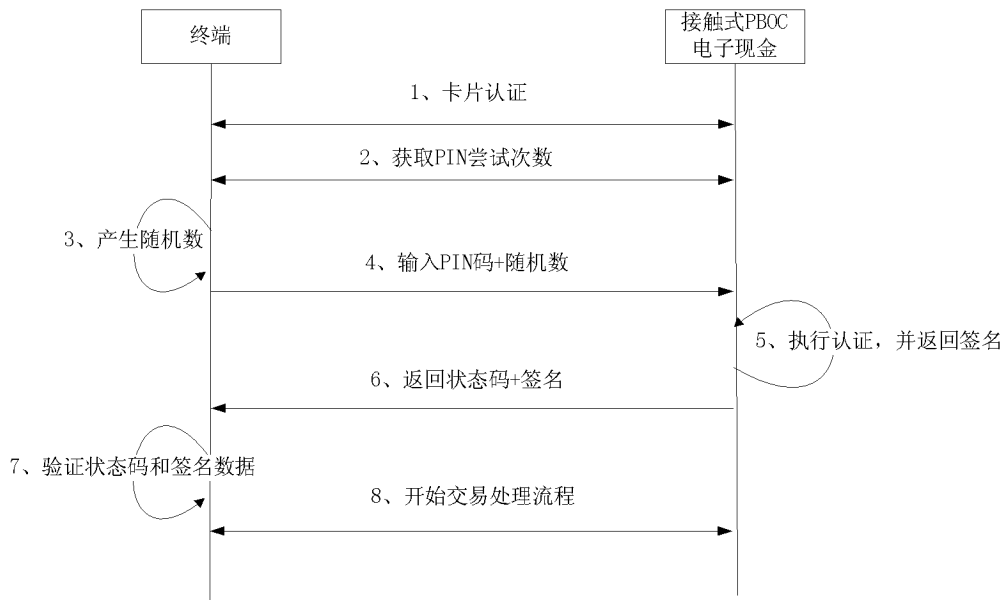 终端
接触式PBOC
电子现金
1、卡片认证
2、获取PIN尝试次数
3、产生随机数
4、输入PIN码+随机数
5、执行认证，并返回签名
6、返回状态码+签名
7、验证状态码和签名数据
8、开始交易处理流程